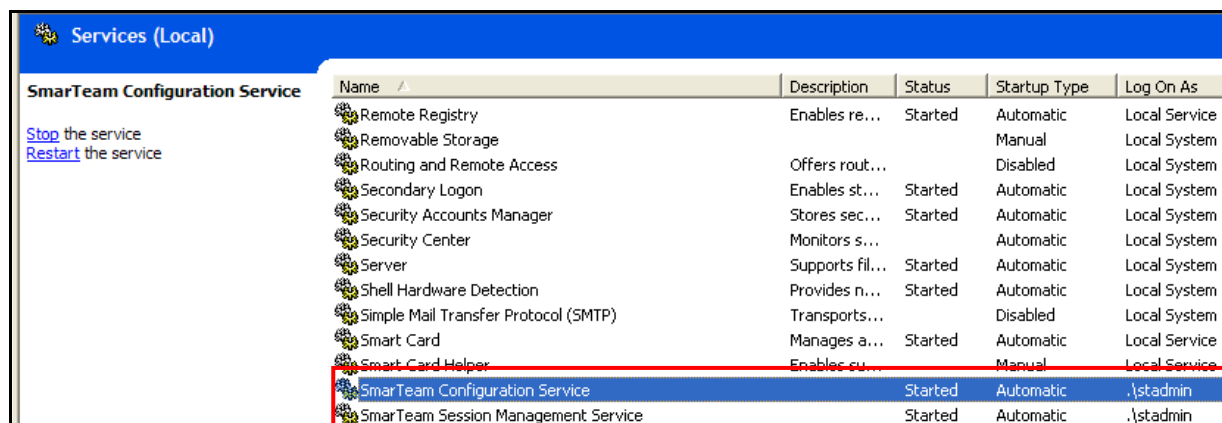 Services (Local)
SmarTeam Configuration Service
Stop the service
Restart the service
Name Description Status Startup Type Log On As
Remote Registry Enables re... Started Automatic Local Service
Removable Storage Manual Local System
Routing and Remote Access Offers rout... Disabled Local System
Secondary Logon Enables st... Started Automatic Local System
Security Accounts Manager Stores sec... Started Automatic Local System
Security Center Monitors s... Automatic Local System
Server Supports fil... Started Automatic Local System
Shell Hardware Detection Provides n... Started Automatic Local System
Simple Mail Transfer Protocol (SMTP) Transports... Disabled Local System
Smart Card Manages a... Started Automatic Local Service
Smart Card Helper Enables su... Manual Local Service
SmarTeam Configuration Service Started Automatic .\stadmin
SmarTeam Session Management Service Started Automatic .\stadmin